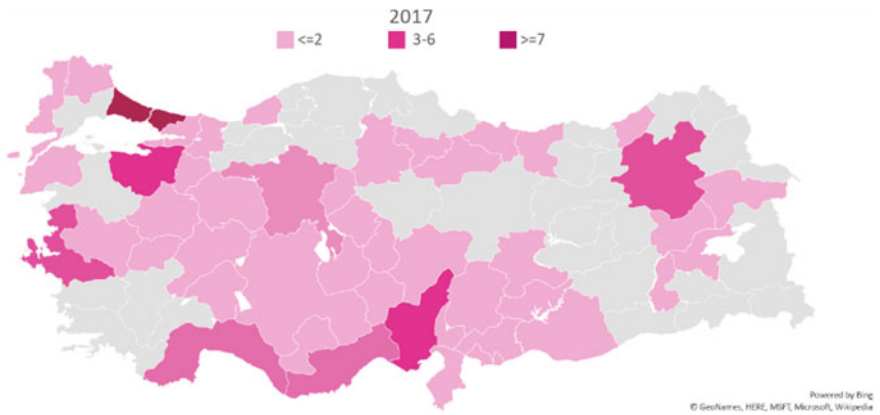 2017
<=2 3-6 >=7
Powered by Bing
© GeoNames, HERE, MSFT, Microsoft, Wikipedia